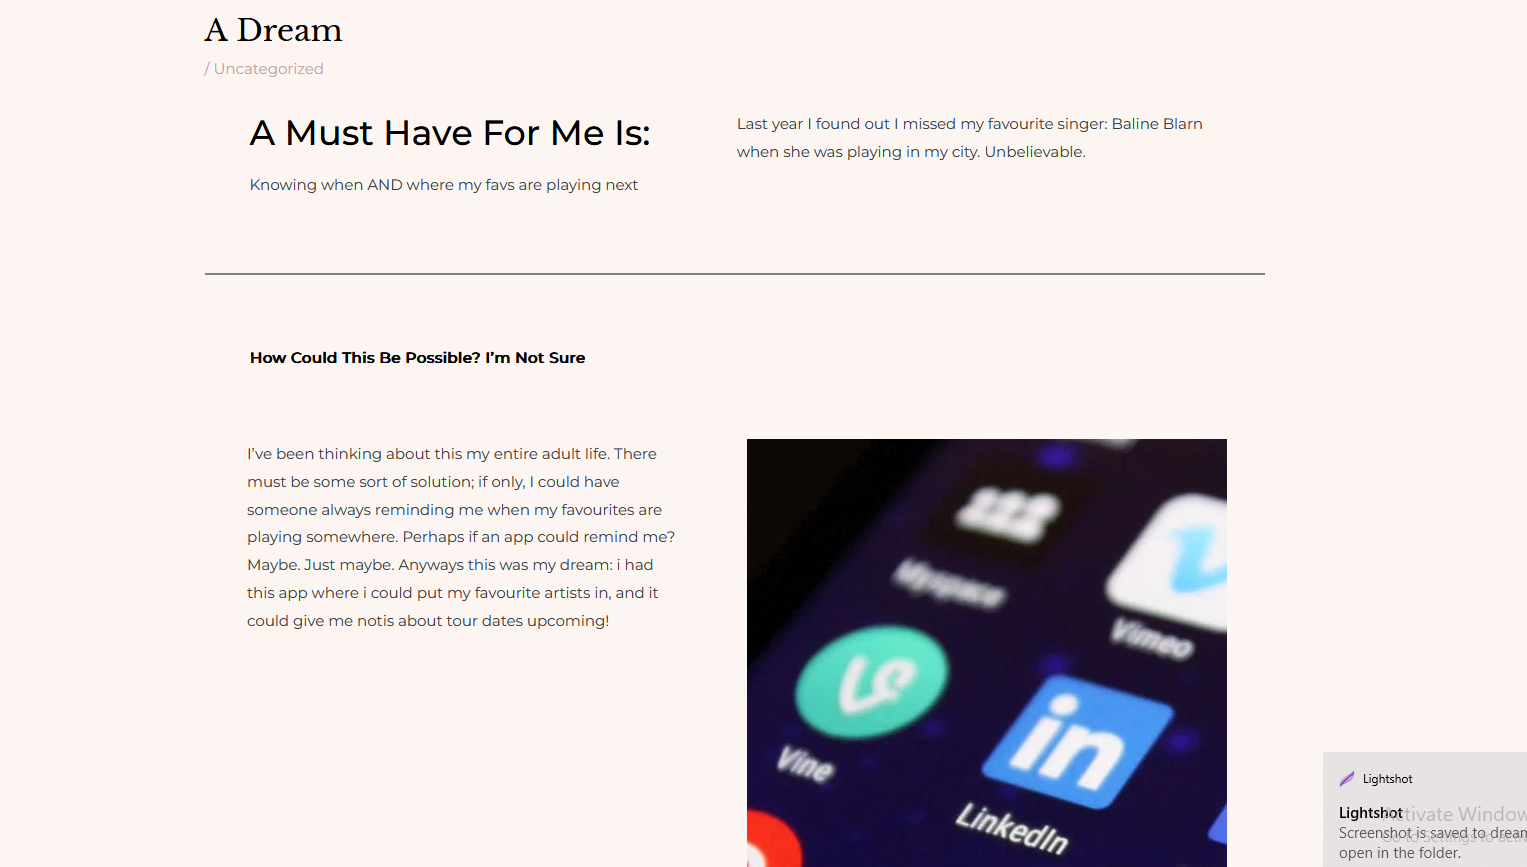 A Dream
/ Uncategorized
A Must Have For Me Is:
Knowing when AND where my favs are playing next
Last year I found out I missed my favourite singer: Baline Blarn
when she was playing in my city. Unbelievable.
How Could This Be Possible? I'm Not Sure
I've been thinking about this my entire adult life. There
must be some sort of solution; if only, I could have
someone always reminding me when my favourites are
playing somewhere. Perhaps if an app could remind me?
Maybe. Just maybe. Anyways this was my dream: i had
this app where i could put my favourite artists in, and it
could give me notis about tour dates upcoming!
Myspace
Vimeo
Vine
in
LinkedIn
Lightshot
Lightshot
Activate Window
Screenshot is saved to dream
Go to Settings to activ
open in the folder.